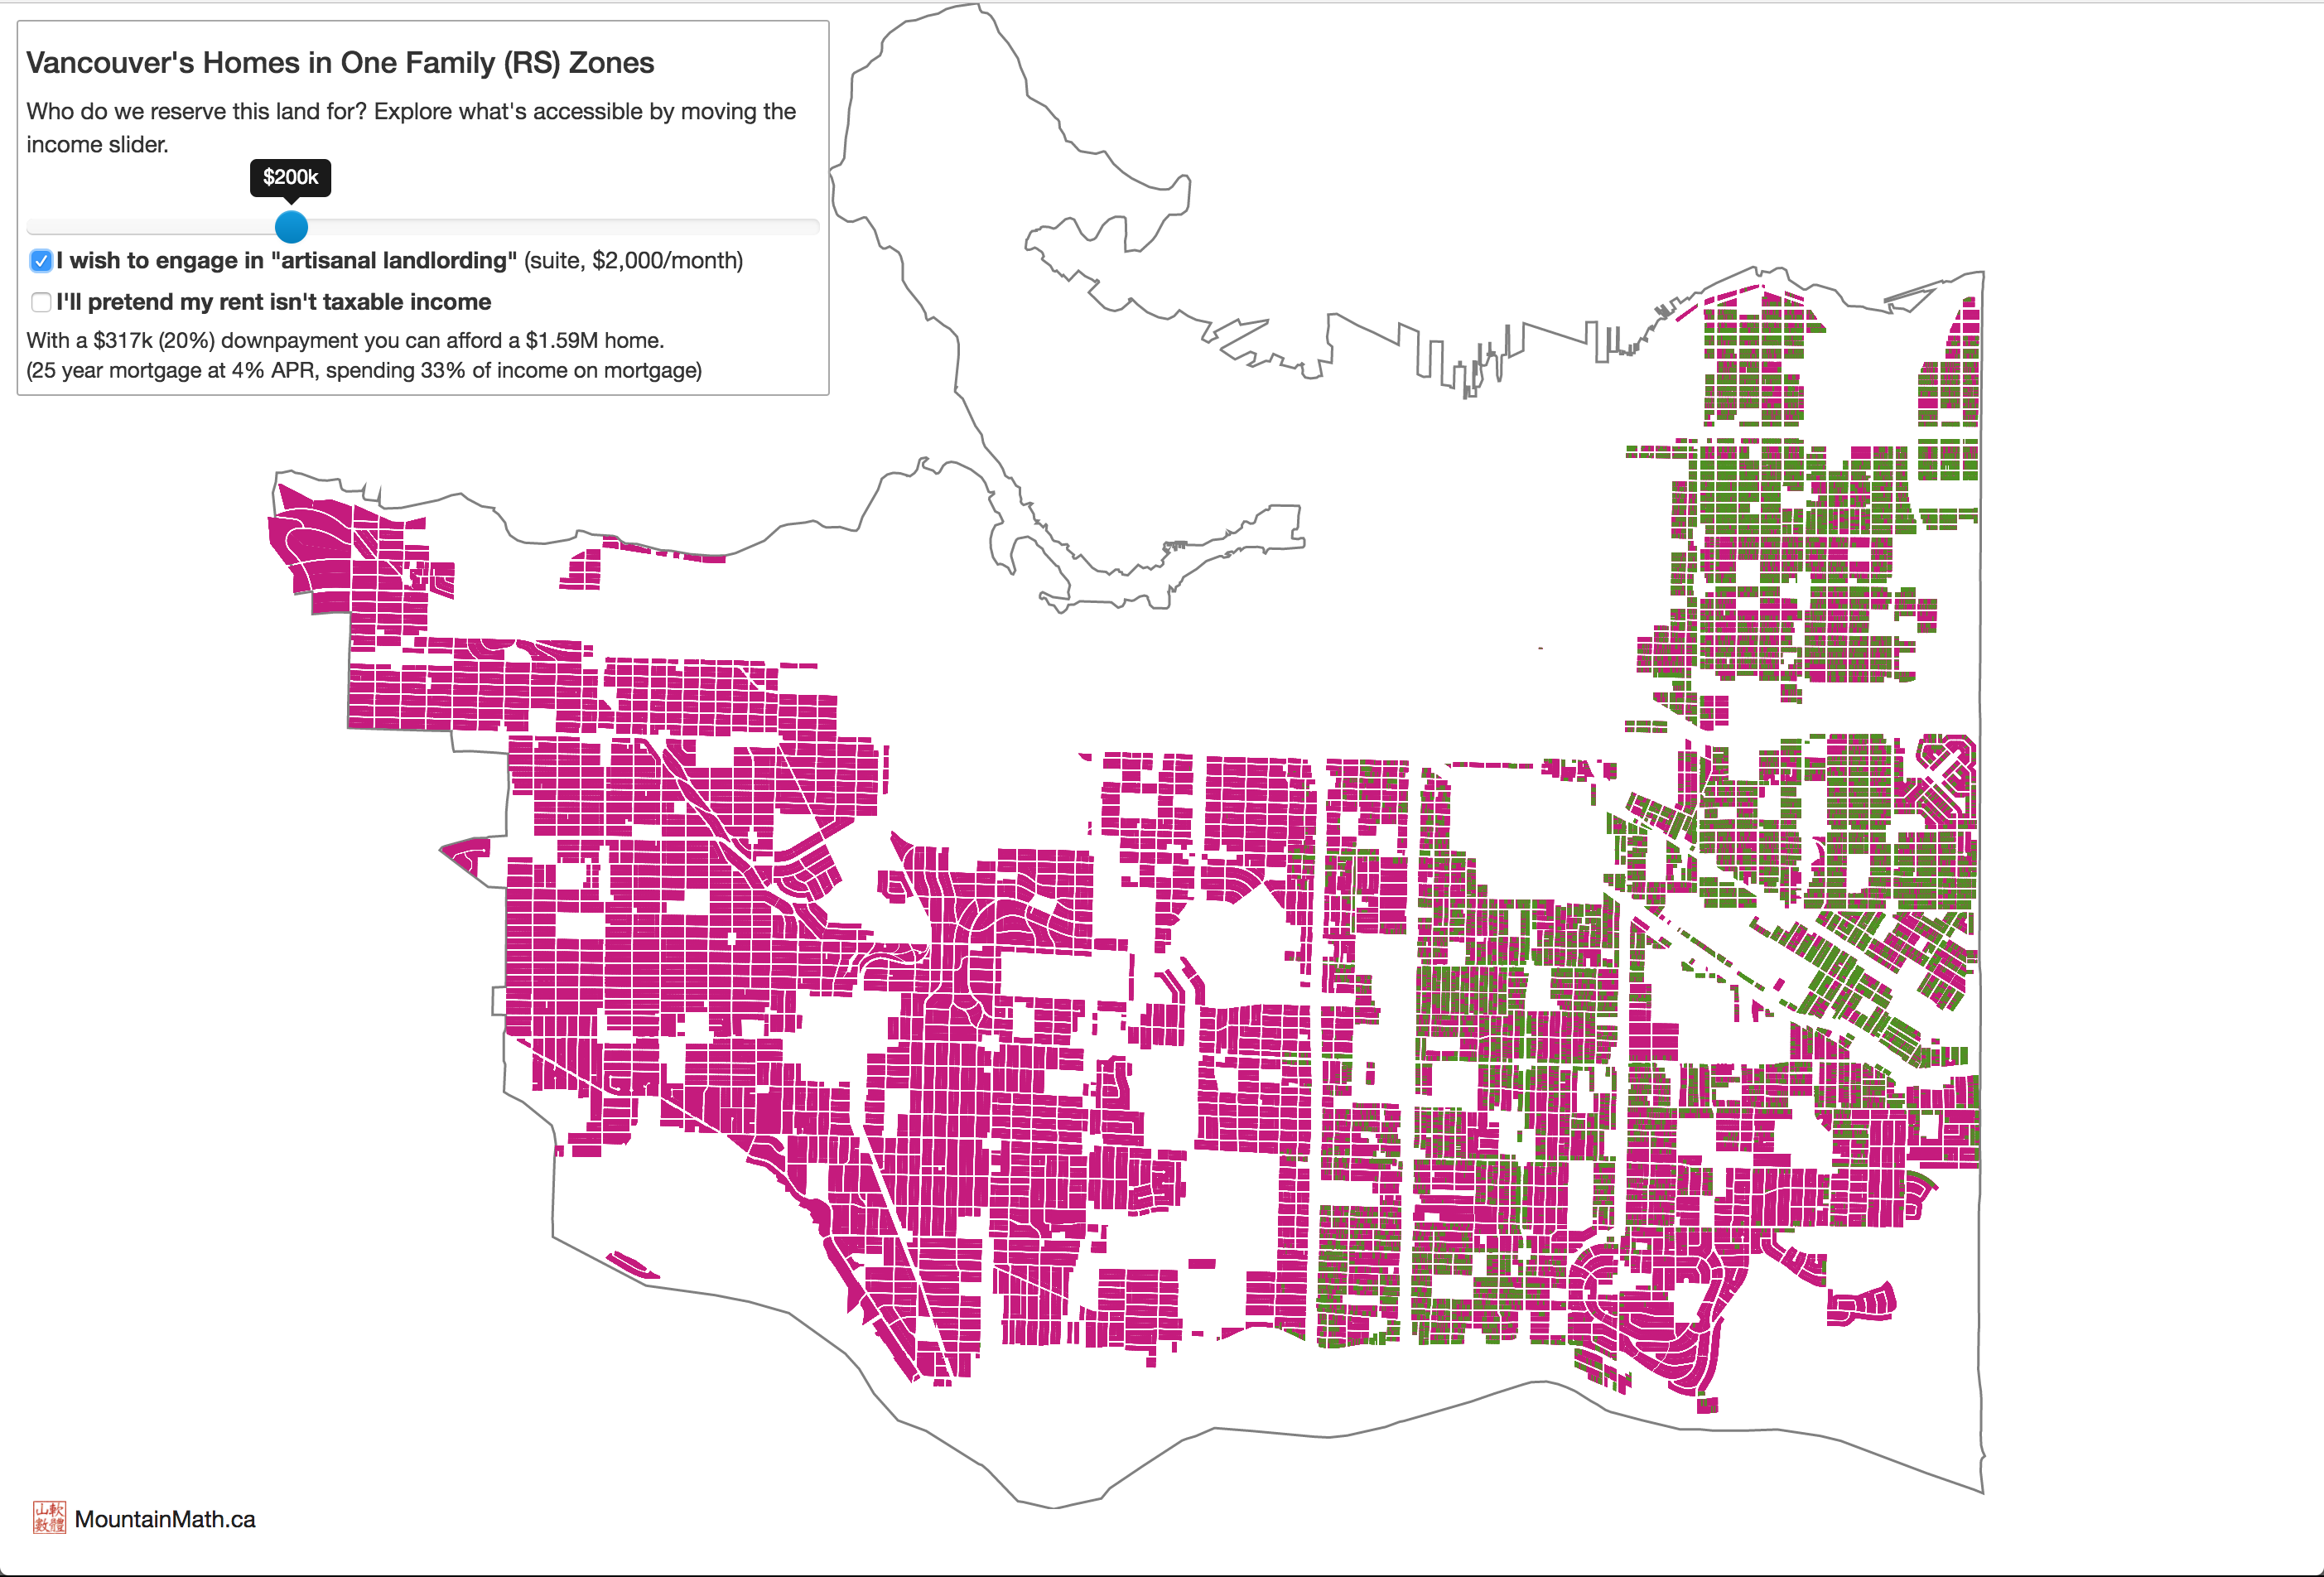 Vancouver's Homes in One Family (RS) Zones
Who do we reserve this land for? Explore what's accessible by moving the
income slider.
$200k
I wish to engage in "artisanal landlording" (suite, $2,000/month)
I'll pretend my rent isn't taxable income
With a $317k (20%) downpayment you can afford a $1.59M home.
(25 year mortgage at 4% APR, spending 33% of income on mortgage)
山軟
數體
MountainMath.ca